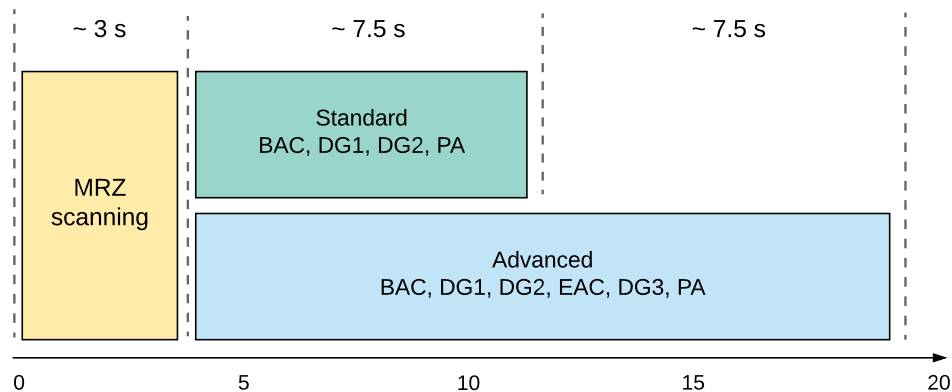 ~ 3 s
~ 7.5 s
~ 7.5 s
MRZ
scanning
Standard
BAC, DG1, DG2, PA
Advanced
BAC, DG1, DG2, EAC, DG3, PA
0
5
10
15
20